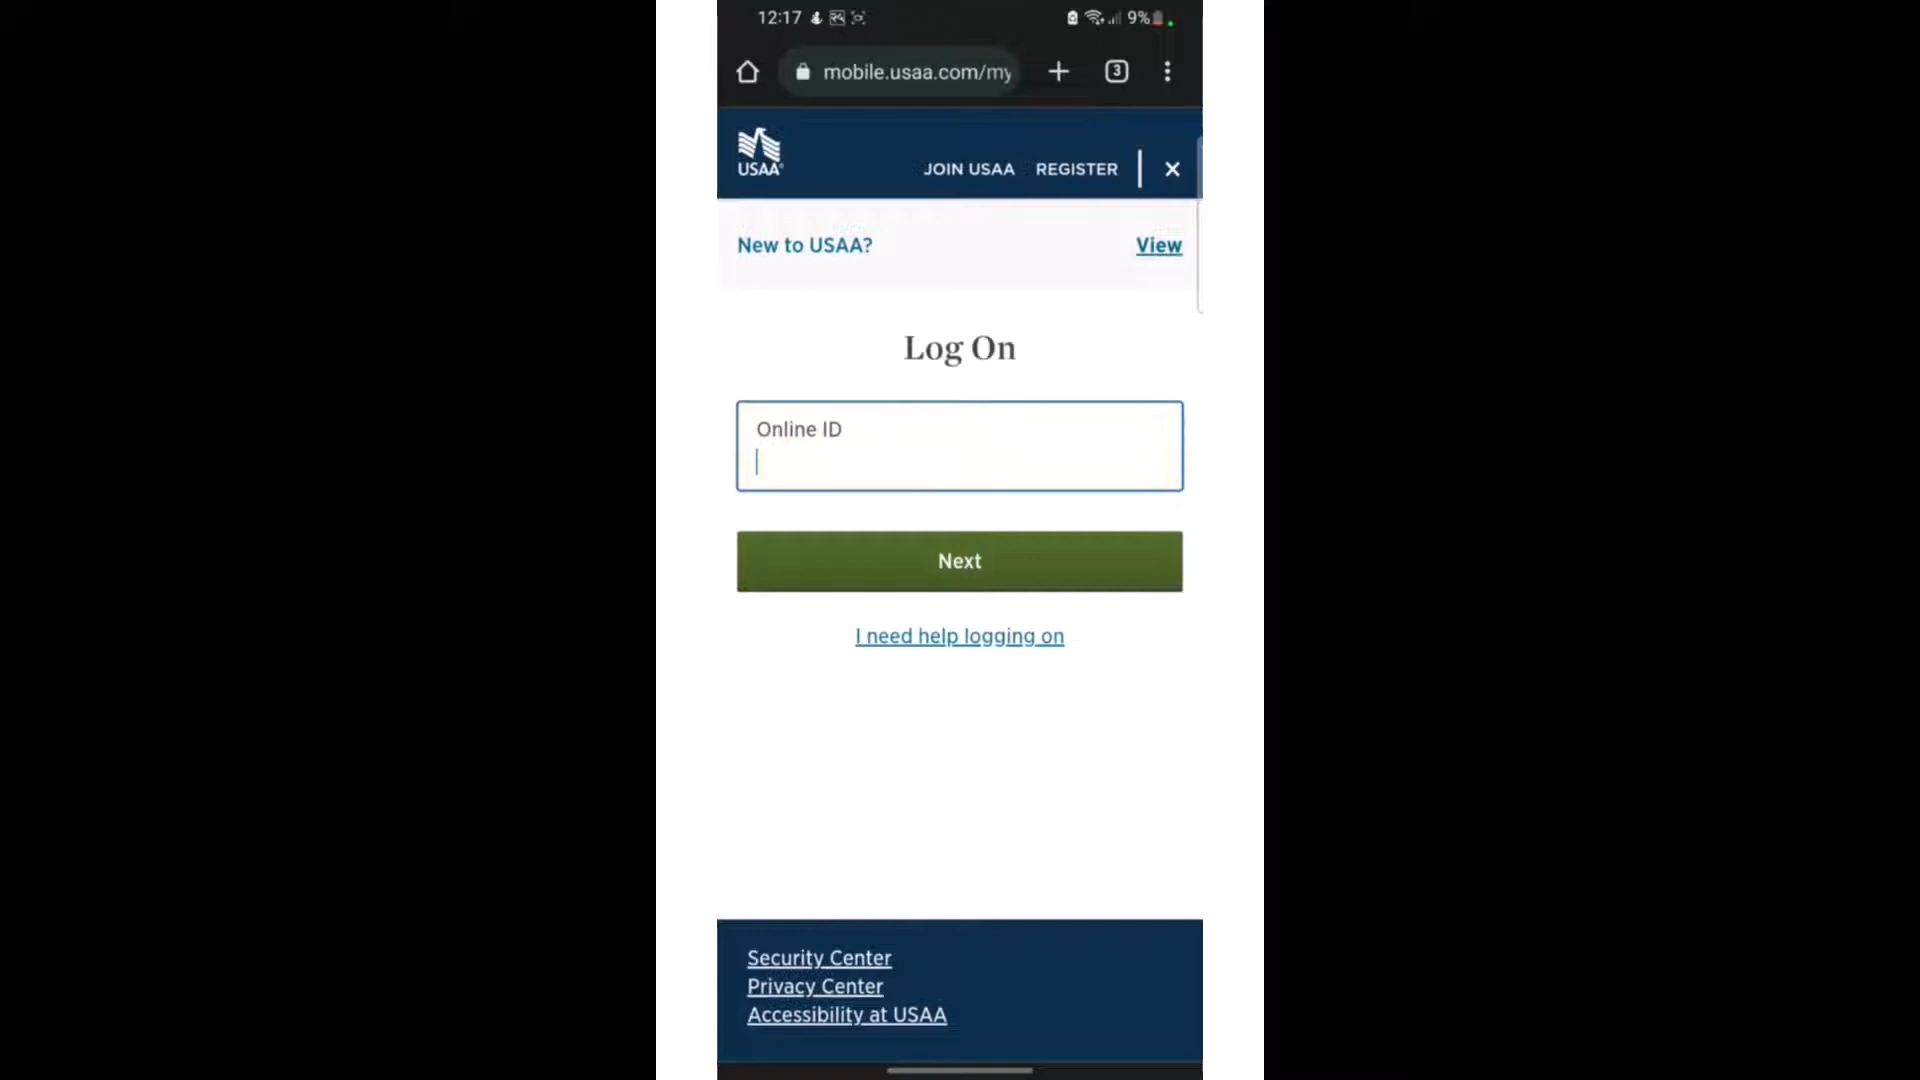 12:17 9%
mobile.usaa.com/my 3
USAA
JOIN USAA REGISTER
New to USAA? View
Log On
Online ID
Next
I need help logging on
Security Center
Privacy Center
Accessibility at USAA